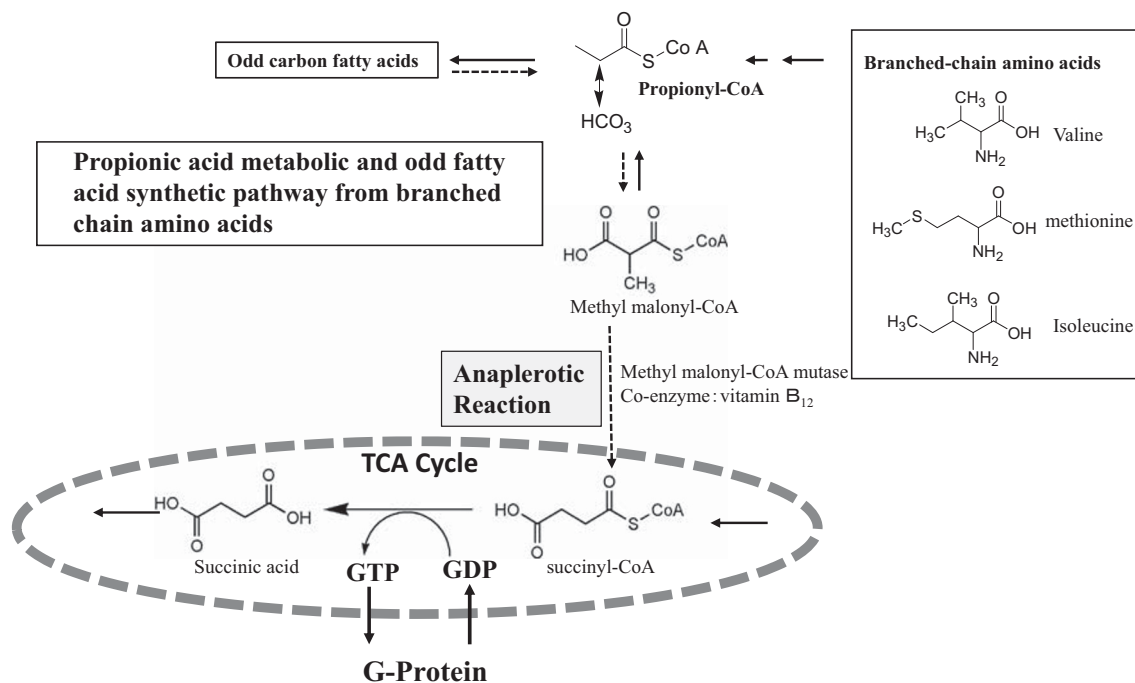 O
S
Co A
Odd carbon fatty acids
Propionyl-CoA
HCO3
Branched-chain amino acids
CH3
O
H3C
OH
NH2
Valine
Propionic acid metabolic and odd fatty
acid synthetic pathway from branched
chain amino acids
O
S
H3C
OH
NH2
methionine
O O
HO
S
CoA
CH3
Methyl malonyl-CoA
CH3
O
H3C
OH
NH2
Isoleucine
Anaplerotic
Reaction
Methyl malonyl-CoA mutase
Co-enzyme : vitamin B12
TCA Cycle
O
HO
OH
O
Succinic acid
GTP
GDP
O
HO
S
CoA
O
succinyl-CoA
G-Protein